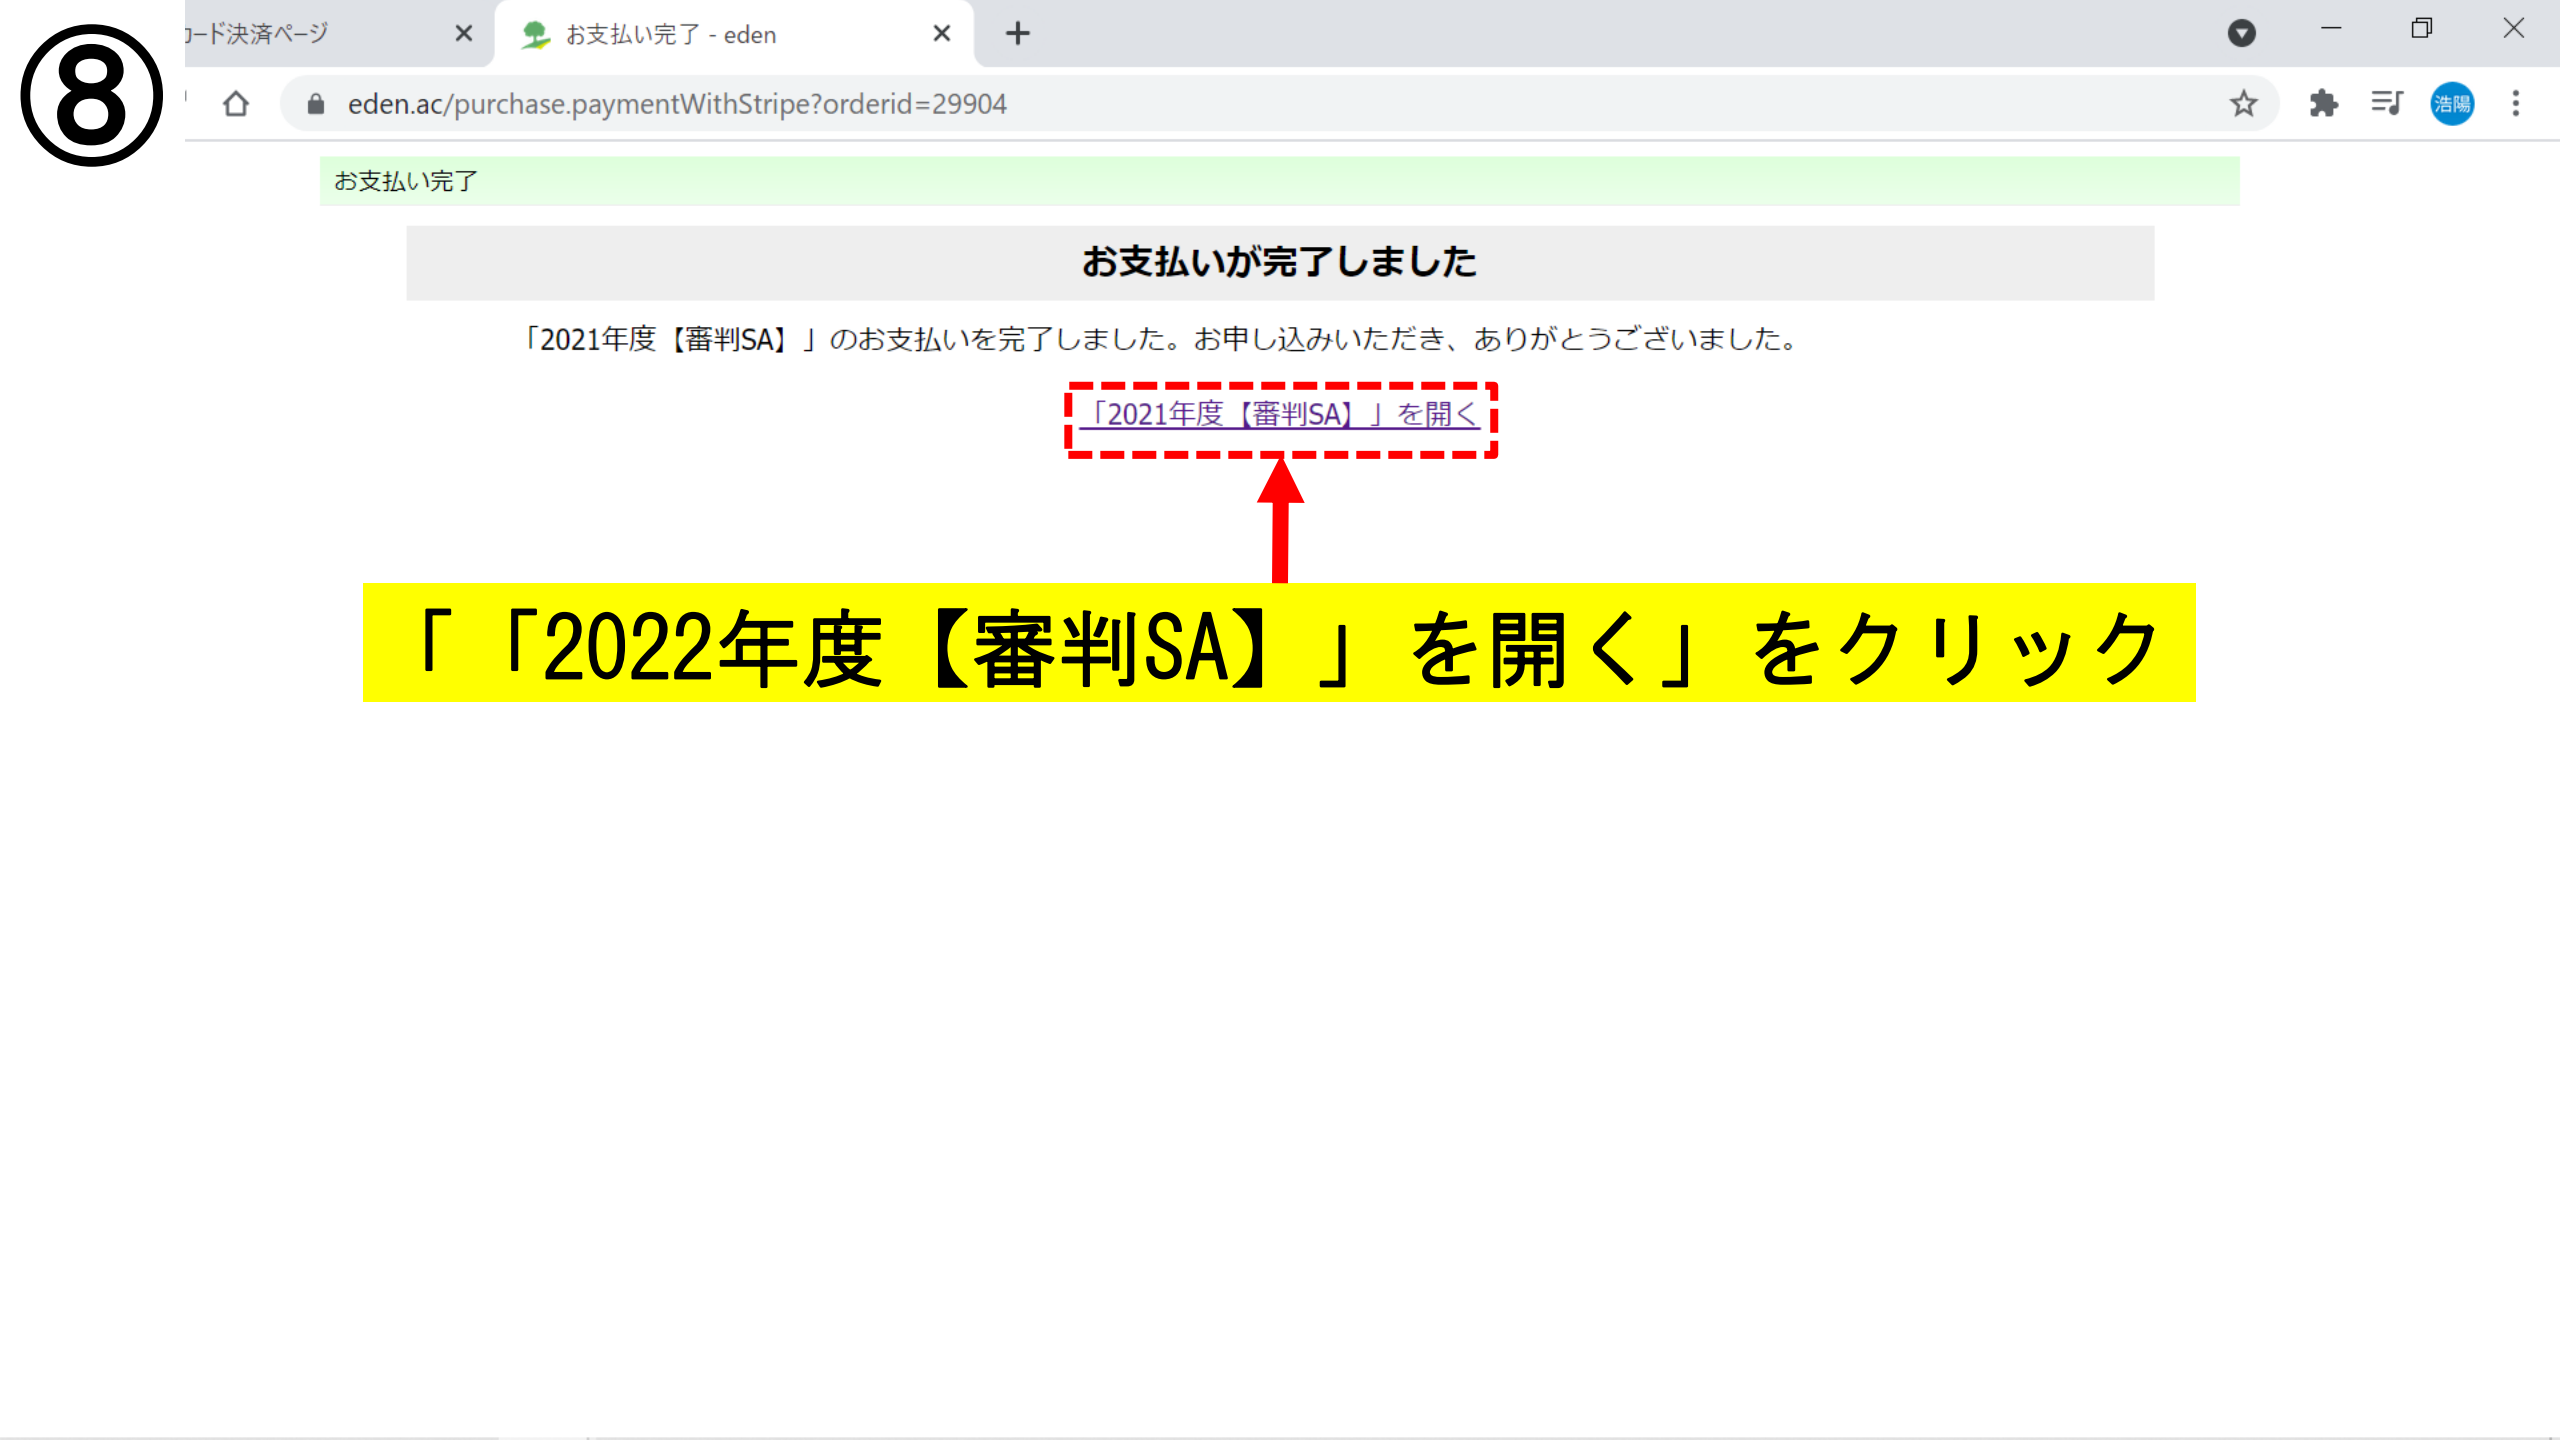 ⑧
カード決済ページ
お支払い完了 - eden
eden.ac/purchase.paymentWithStripe?orderid=29904
浩陽
お支払い完了
お支払いが完了しました
「2021年度【審判SA】」のお支払いを完了しました。お申し込みいただき、ありがとうございました。
「2021年度【審判SA】」を開く
「「2022年度【審判SA】」を開く」をクリック